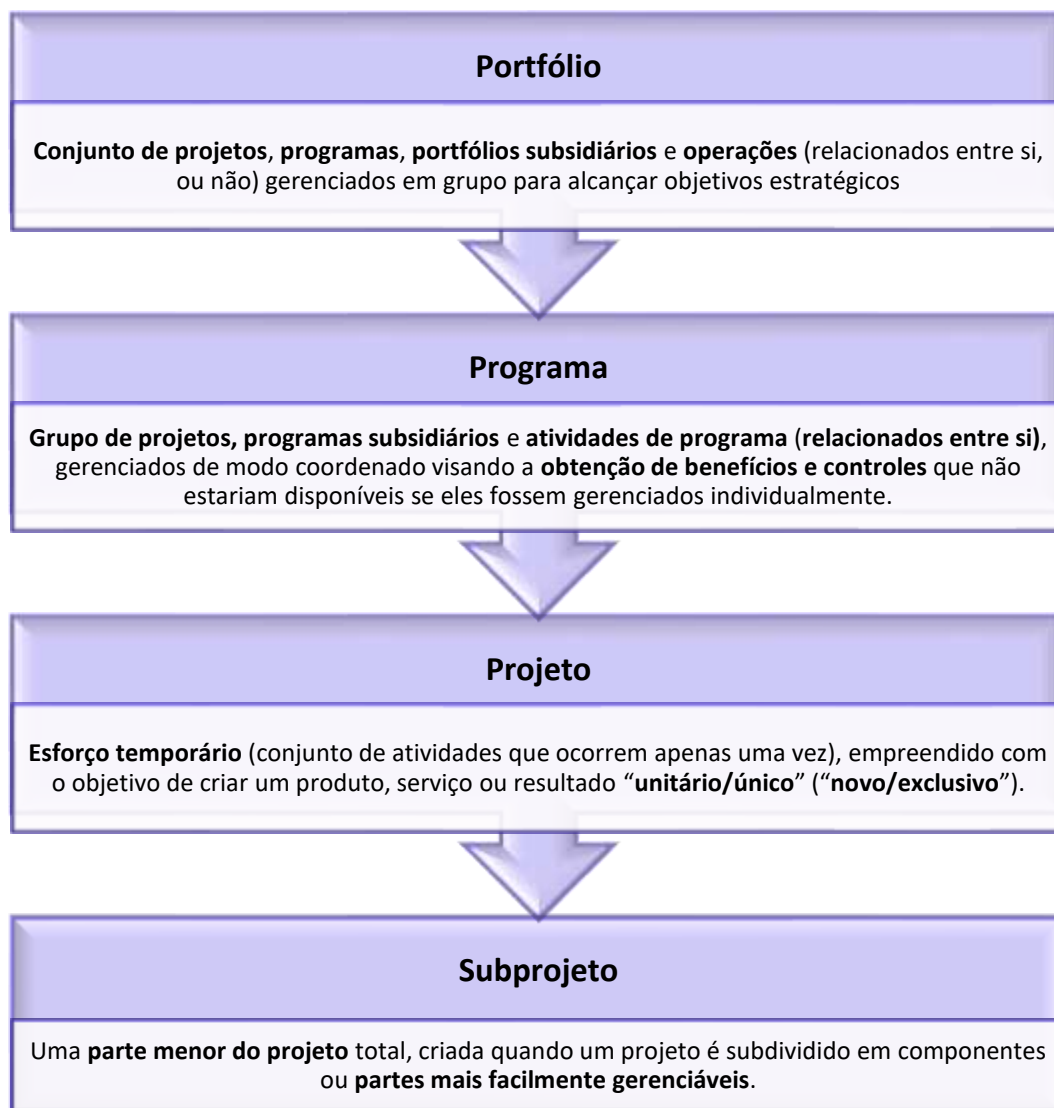 Portfólio
Conjunto de projetos, programas, portfólios subsidiários e operações (relacionados entre si,
ou não) gerenciados em grupo para alcançar objetivos estratégicos
Programa
Grupo de projetos, programas subsidiários e atividades de programa (relacionados entre si),
gerenciados de modo coordenado visando a obtenção de benefícios e controles que não
estariam disponíveis se eles fossem gerenciados individualmente.
Projeto
Esforço temporário (conjunto de atividades que ocorrem apenas uma vez), empreendido com
o objetivo de criar um produto, serviço ou resultado “unitário/único” (“novo/exclusivo”).
Subprojeto
Uma parte menor do projeto total, criada quando um projeto é subdividido em componentes
ou partes mais facilmente gerenciáveis.